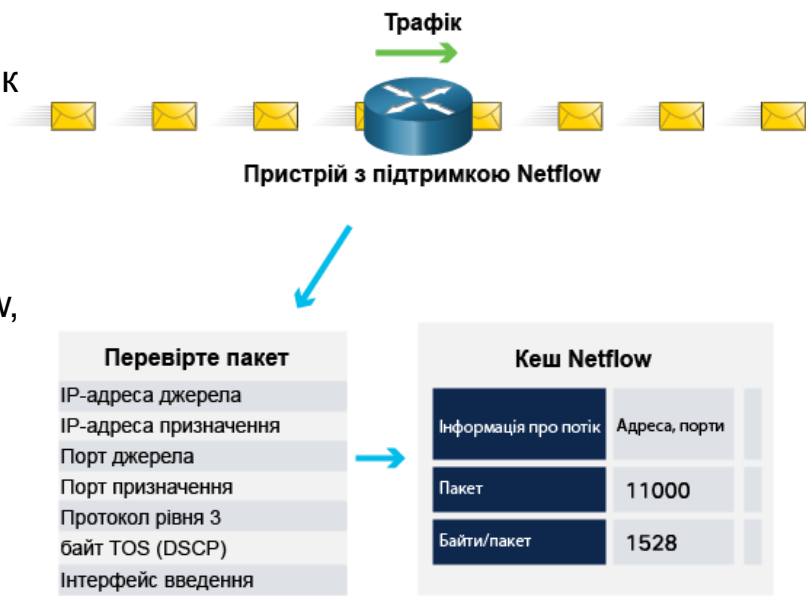 Трафік
к
Пристрій з підтримкою Netflow
w,
Перевірте пакет
IP-адреса джерела
IP-адреса призначення
Порт джерела
Порт призначення
Протокол рівня 3
байт TOS (DSCP)
Інтерфейс введення
Кеш Netflow
Інформація про потік Адреса, порти
Пакет 11000
Байти/пакет 1528